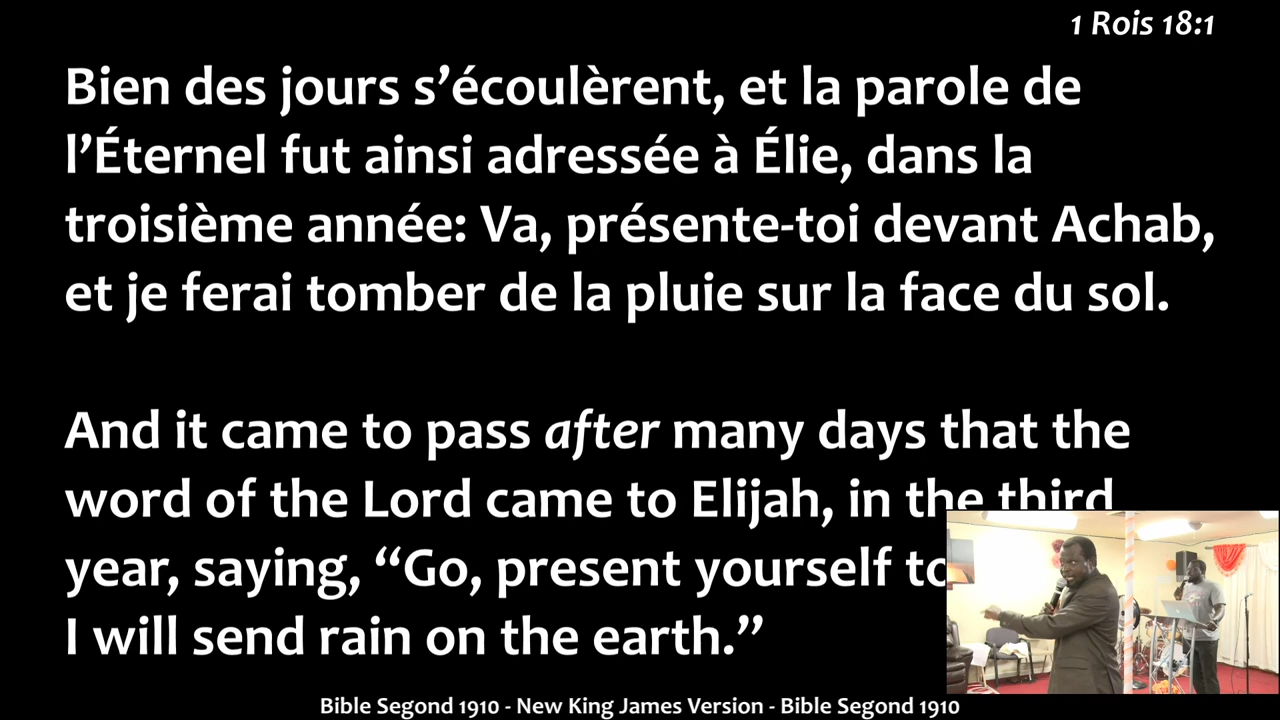 1 Rois 18:1
Bien des jours s’écoulèrent, et la parole de
l’Éternel fut ainsi adressée à Élie, dans la
troisième année: Va, présente-toi devant Achab,
et je ferai tomber de la pluie sur la face du sol.
And it came to pass after many days that the
word of the Lord came to Elijah, in the third
year, saying, “Go, present yourself to
I will send rain on the earth.”
Bible Segond 1910 - New King James Version - Bible Segond 1910